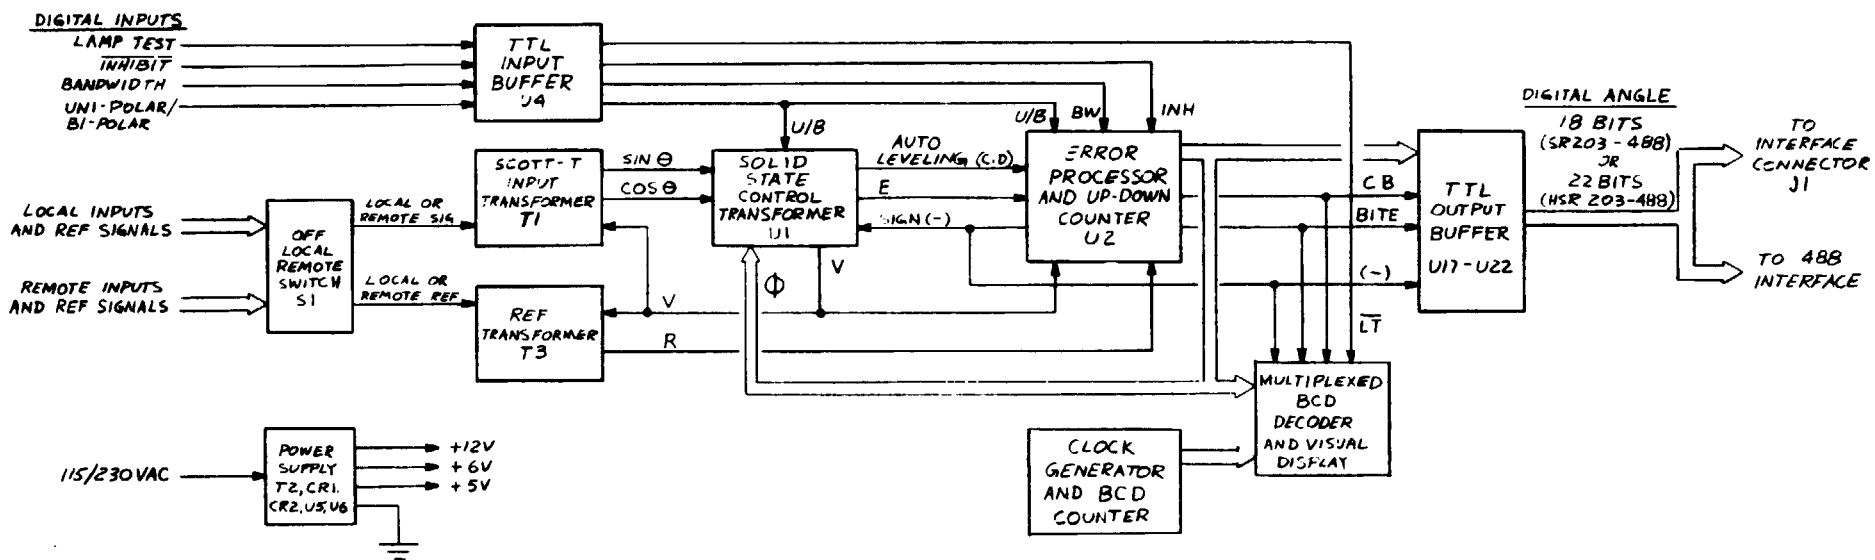 DIGITAL INPUTS
LAMP TEST
INHIBIT
BANDWIDTH
UNI-POLAR/
BI-POLAR
TTL
INPUT
BUFFER
U4
U/B
U/B
BW
INH
LOCAL INPUTS
AND REF SIGNALS
REMOTE INPUTS
AND REF SIGNALS
OFF
LOCAL
REMOTE
SWITCH
S1
LOCAL OR
REMOTE SIG
LOCAL OR
REMOTE REF
SCOTT-T
INPUT
TRANSFORMER
T1
SIN θ
COS θ
REF
TRANSFORMER
T3
V
R
SOLID
STATE
CONTROL
TRANSFORMER
U1
V
Φ
AUTO
LEVELING (C.D)
E
SIGN (-)
ERROR
PROCESSOR
AND UP-DOWN
COUNTER
U2
CB
BITE
(-)
LT
TTL
OUTPUT
BUFFER
U17-U22
DIGITAL ANGLE
18 BITS
(SR203-488)
OR
22 BITS
(HSR 203-488)
TO
INTERFACE
CONNECTOR
J1
TO 488
INTERFACE
MULTIPLEXED
BCD
DECODER
AND VISUAL
DISPLAY
CLOCK
GENERATOR
AND BCD
COUNTER
115/230VAC
POWER
SUPPLY
T2, CR1.
CR2, U5, U6
+12V
+6V
+5V